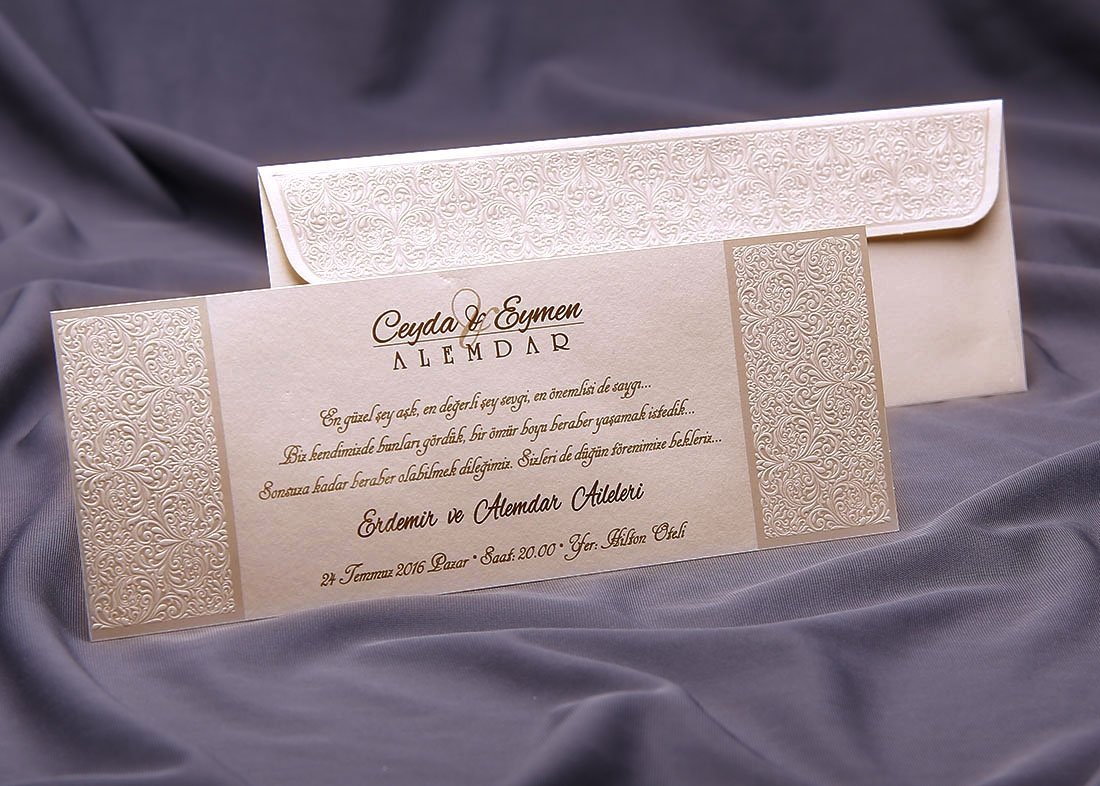 Ceyda & Eymen
ALEMDAR
En güzel şey aşk, en değerli şey sevgi, en önemlisi de saygı...
Biz kendimizde bunları gördük, bir ömür boyu beraber yaşamak istedik...
Sonsuza kadar beraber olabilmek dileğimiz. Sizleri de düğün törenimize bekleriz...
Erdemir ve Alemdar Aileleri
24 Temmuz 2016 Pazar • Saat: 20.00 • Yer: Hilton Oteli